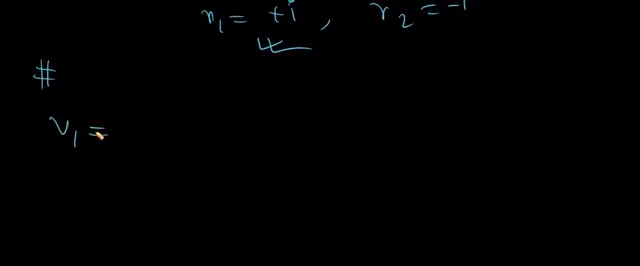 r₁ = +i , r₂ = -i
#
v₁ =